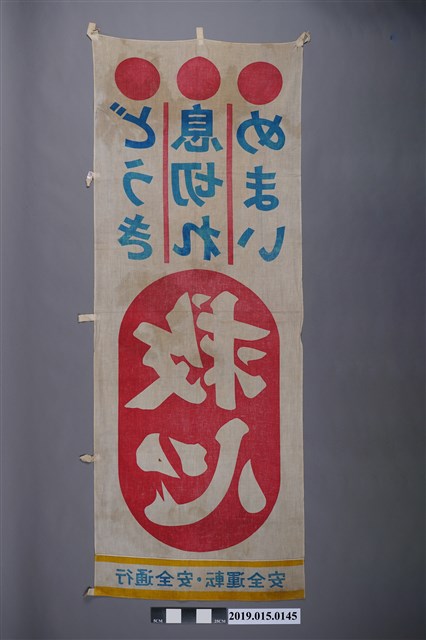 どうき
息切れ
めまい
救心
安全運転・安全通行
2019.015.0145